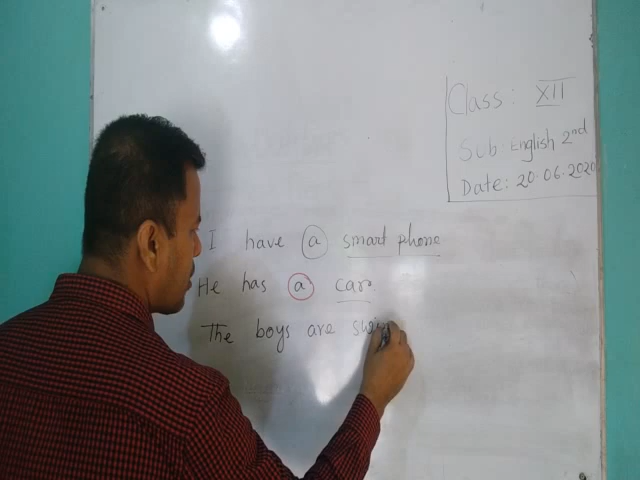 Class: XII
Sub: English 2nd
Date: 20.06.2020
I have a smart phone
He has a car.
The boys are swi